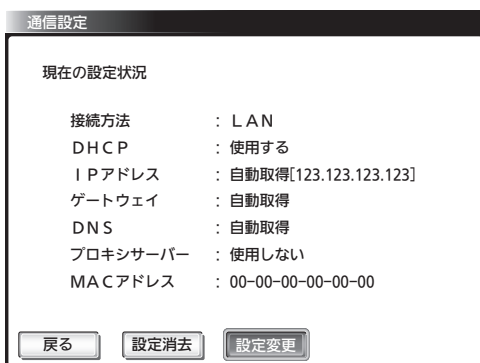 通信設定
現在の設定状況
接続方法 : ＬＡＮ
ＤＨＣＰ : 使用する
ＩＰアドレス : 自動取得[123.123.123.123]
ゲートウェイ : 自動取得
ＤＮＳ : 自動取得
プロキシサーバー : 使用しない
ＭＡＣアドレス : 00-00-00-00-00-00
戻る 設定消去 設定変更